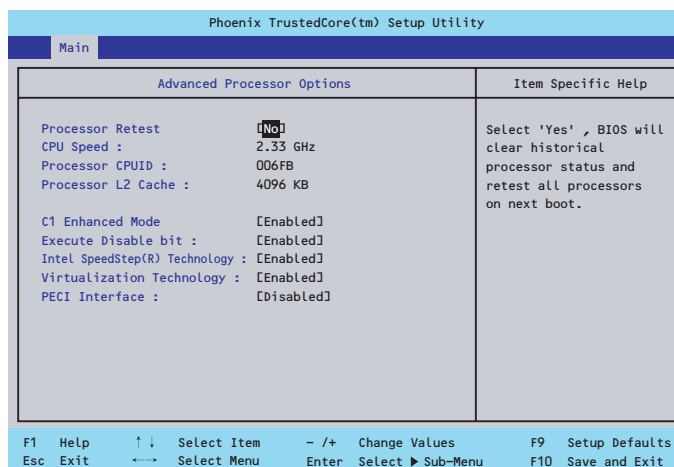 Phoenix TrustedCore(tm) Setup Utility
Main
Advanced Processor Options
Item Specific Help
Processor Retest [No]
CPU Speed : 2.33 GHz
Processor CPUID : 006FB
Processor L2 Cache : 4096 KB
C1 Enhanced Mode [Enabled]
Execute Disable bit : [Enabled]
Intel SpeedStep(R) Technology : [Enabled]
Virtualization Technology : [Enabled]
PECI Interface : [Disabled]
Select 'Yes' , BIOS will
clear historical
processor status and
retest all processors
on next boot.
F1 Help ↑↓ Select Item – /+ Change Values F9 Setup Defaults
Esc Exit ←→ Select Menu Enter Select ▶ Sub-Menu F10 Save and Exit